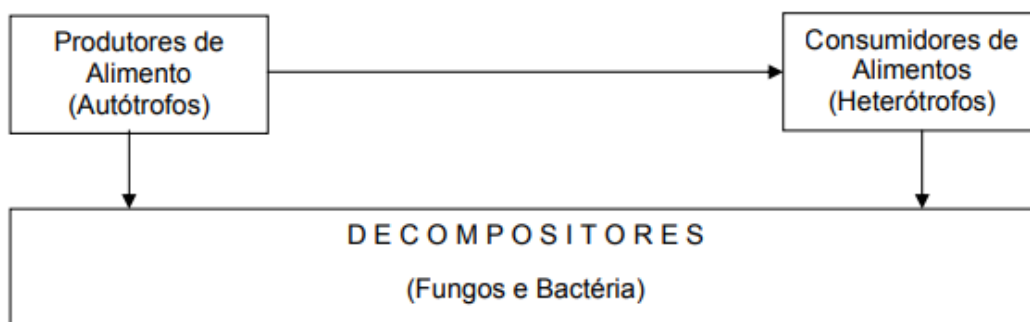 Produtores de
Alimento
(Autótrofos)
Consumidores de
Alimentos
(Heterótrofos)
D E C O M P O S I T O R E S
(Fungos e Bactéria)